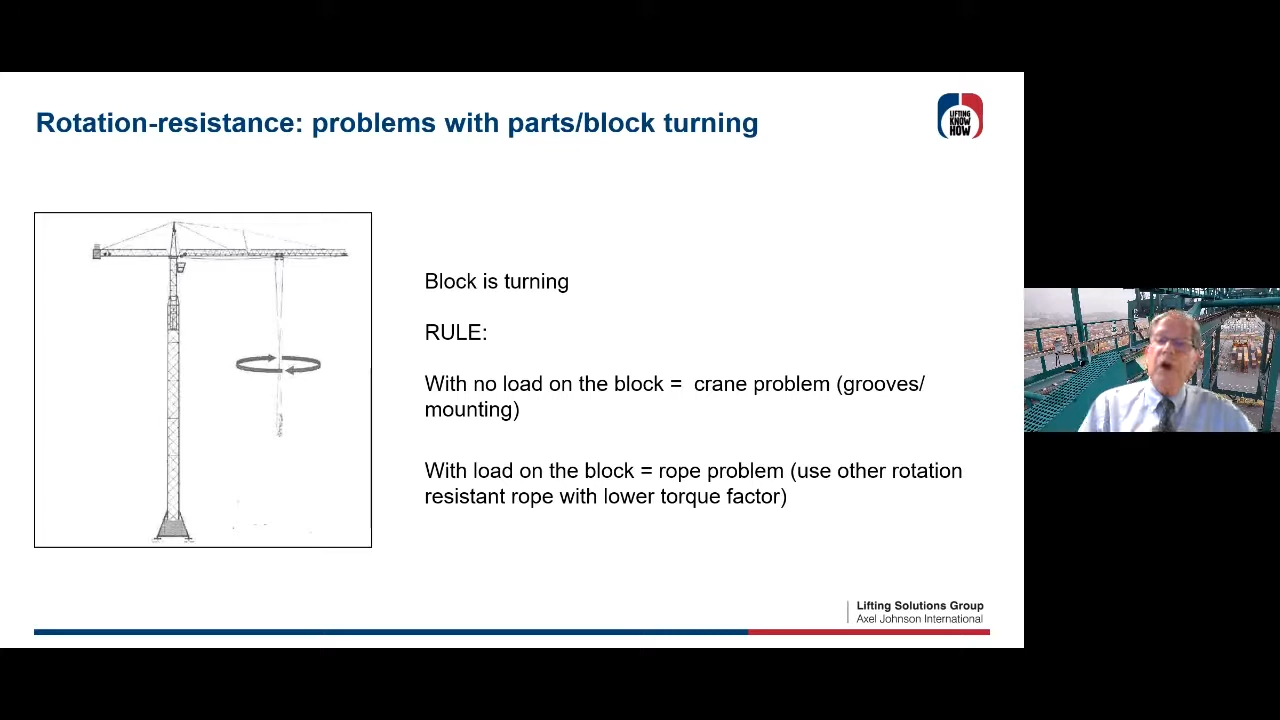 Rotation-resistance: problems with parts/block turning
LIFTING
KNOW
HOW
Block is turning
RULE:
With no load on the block = crane problem (grooves/
mounting)
With load on the block = rope problem (use other rotation
resistant rope with lower torque factor)
Lifting Solutions Group
Axel Johnson International